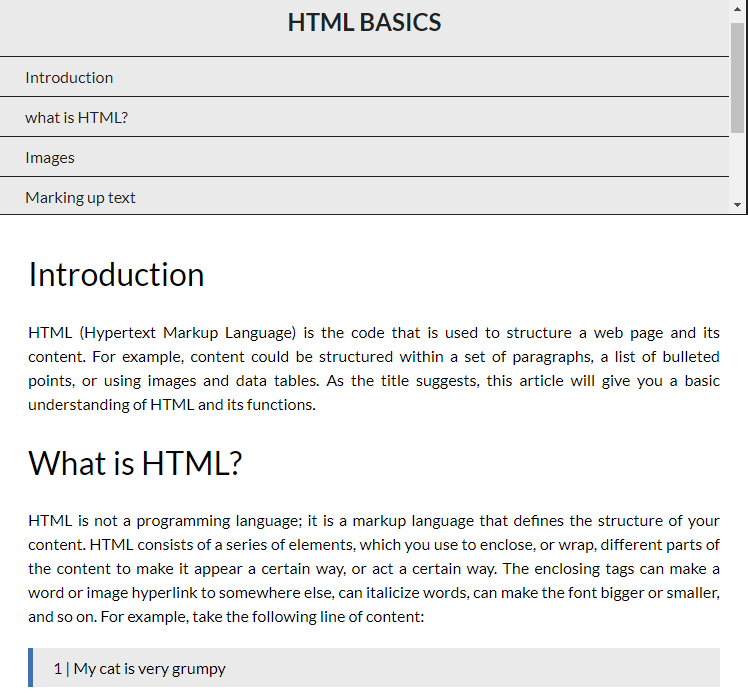 HTML BASICS
Introduction
what is HTML?
Images
Marking up text
Introduction
HTML (Hypertext Markup Language) is the code that is used to structure a web page and its
content. For example, content could be structured within a set of paragraphs, a list of bulleted
points, or using images and data tables. As the title suggests, this article will give you a basic
understanding of HTML and its functions.
What is HTML?
HTML is not a programming language; it is a markup language that defines the structure of your
content. HTML consists of a series of elements, which you use to enclose, or wrap, different parts of
the content to make it appear a certain way, or act a certain way. The enclosing tags can make a
word or image hyperlink to somewhere else, can italicize words, can make the font bigger or smaller,
and so on. For example, take the following line of content:
1 | My cat is very grumpy